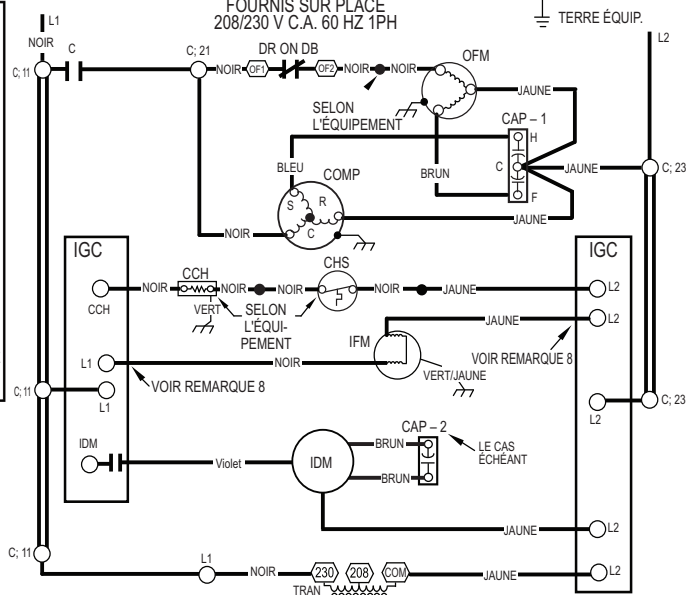 FOURNIS SUR PLACE
208/230 V C.A. 60 HZ 1PH
TERRE ÉQUIP.
L1
NOIR
L2
C
C; 11
C; 21
DR ON DB
NOIR
OF1
OF2
NOIR
NOIR
OFM
JAUNE
SELON
L'ÉQUIPEMENT
CAP – 1
H
C
F
JAUNE
C; 23
BLEU
BRUN
COMP
S
R
C
NOIR
JAUNE
IGC
IGC
CCH
NOIR
CCH
NOIR
NOIR
CHS
NOIR
JAUNE
L2
VERT
SELON
L'ÉQUI-
PEMENT
JAUNE
L2
IFM
L1
NOIR
VOIR REMARQUE 8
VERT/JAUNE
VOIR REMARQUE 8
C; 11
L1
C; 23
L2
IDM
Violet
IDM
BRUN
BRUN
CAP – 2
LE CAS
ÉCHÉANT
JAUNE
L2
C; 11
L1
NOIR
230
208
COM
JAUNE
L2
TRAN